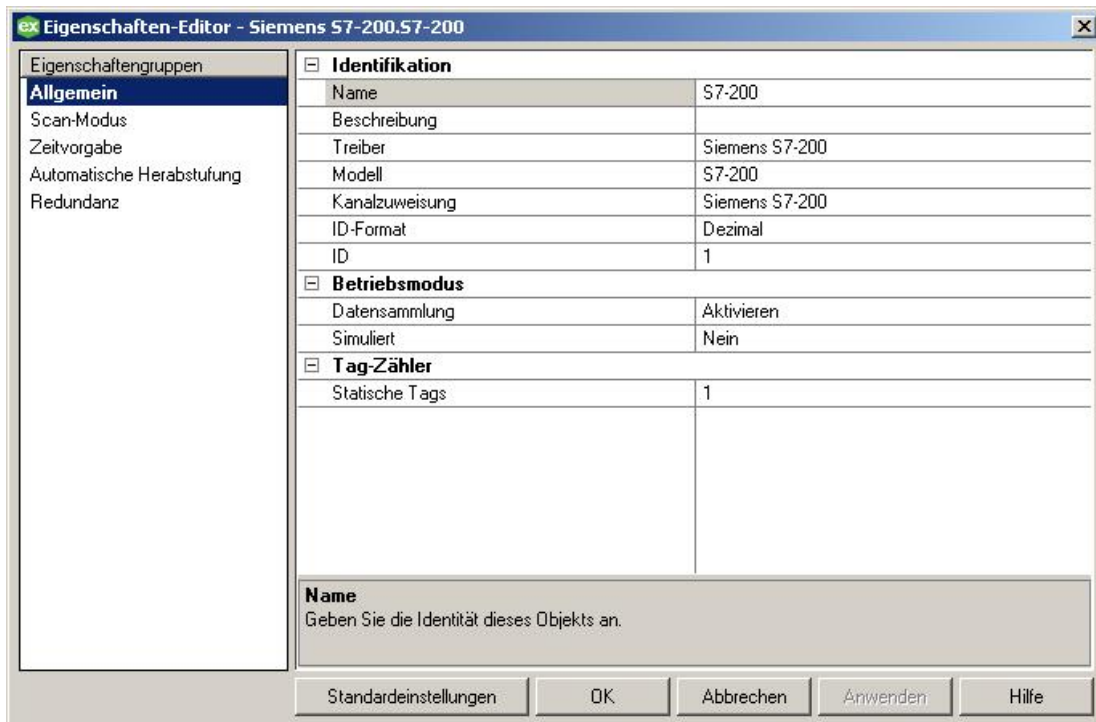 ex Eigenschaften-Editor - Siemens S7-200.S7-200
Eigenschaftengruppen
Allgemein
Scan-Modus
Zeitvorgabe
Automatische Herabstufung
Redundanz
Identifikation
Name S7-200
Beschreibung
Treiber Siemens S7-200
Modell S7-200
Kanalzuweisung Siemens S7-200
ID-Format Dezimal
ID 1
Betriebsmodus
Datensammlung Aktivieren
Simuliert Nein
Tag-Zähler
Statische Tags 1
Name
Geben Sie die Identität dieses Objekts an.
Standardeinstellungen OK Abbrechen Anwenden Hilfe